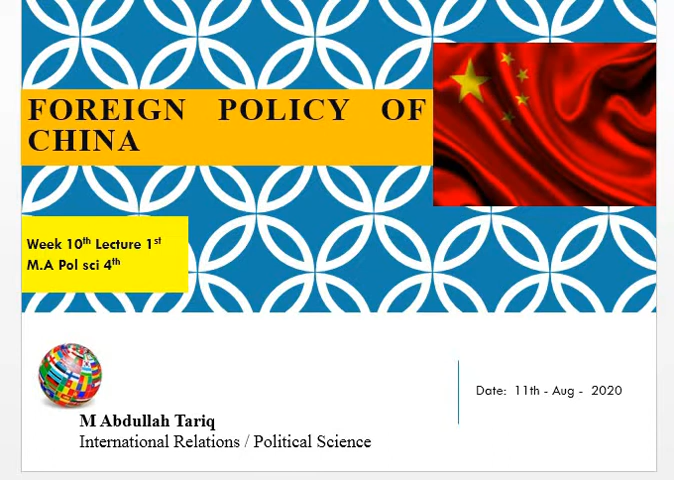 FOREIGN POLICY OF
CHINA
Week 10th Lecture 1st
M.A Pol sci 4th
M Abdullah Tariq
International Relations / Political Science
Date: 11th - Aug - 2020